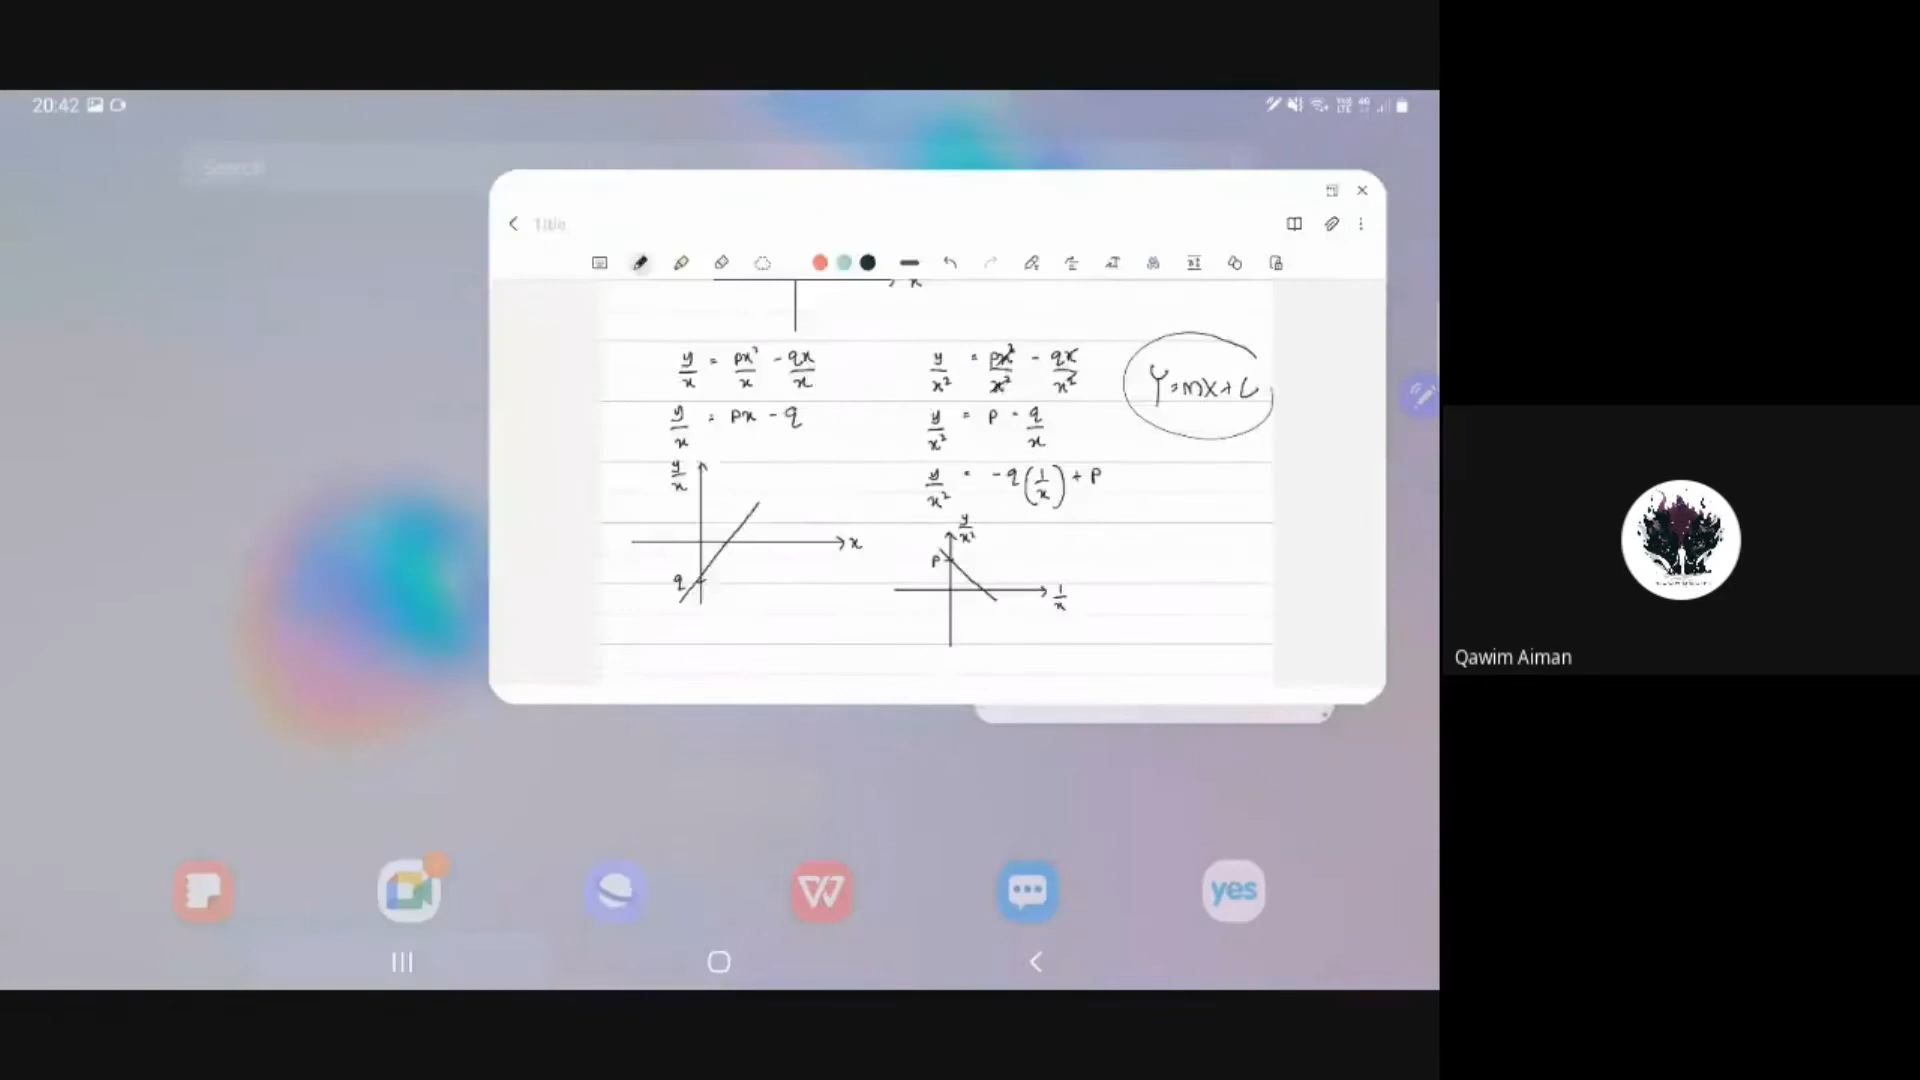 20:42
Search
Title
x
y/x = px²/x - qx/x
y/x = px - q
y/x
x
q
y/x² = px²/x² - qx/x²
y/x² = p - q/x
y/x² = -q(1/x) + p
y/x²
p
1/x
Y=mX+C
yes
Qawim Aiman